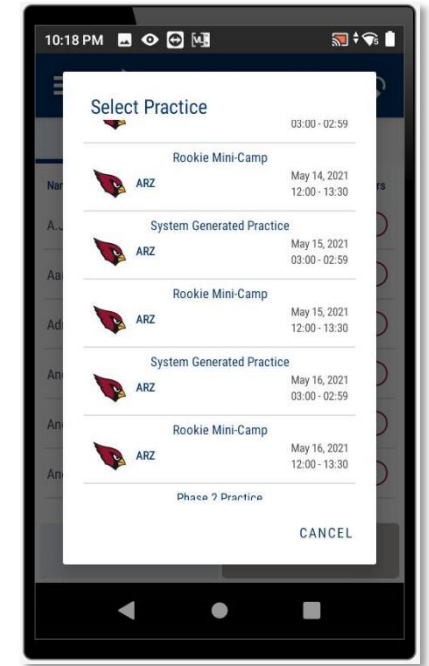 10:18 PM
Select Practice
03:00 - 02:59
Rookie Mini-Camp
ARZ
May 14, 2021
12:00 - 13:30
System Generated Practice
ARZ
May 15, 2021
03:00 - 02:59
Rookie Mini-Camp
ARZ
May 15, 2021
12:00 - 13:30
System Generated Practice
ARZ
May 16, 2021
03:00 - 02:59
Rookie Mini-Camp
ARZ
May 16, 2021
12:00 - 13:30
Phase 2 Practice
CANCEL